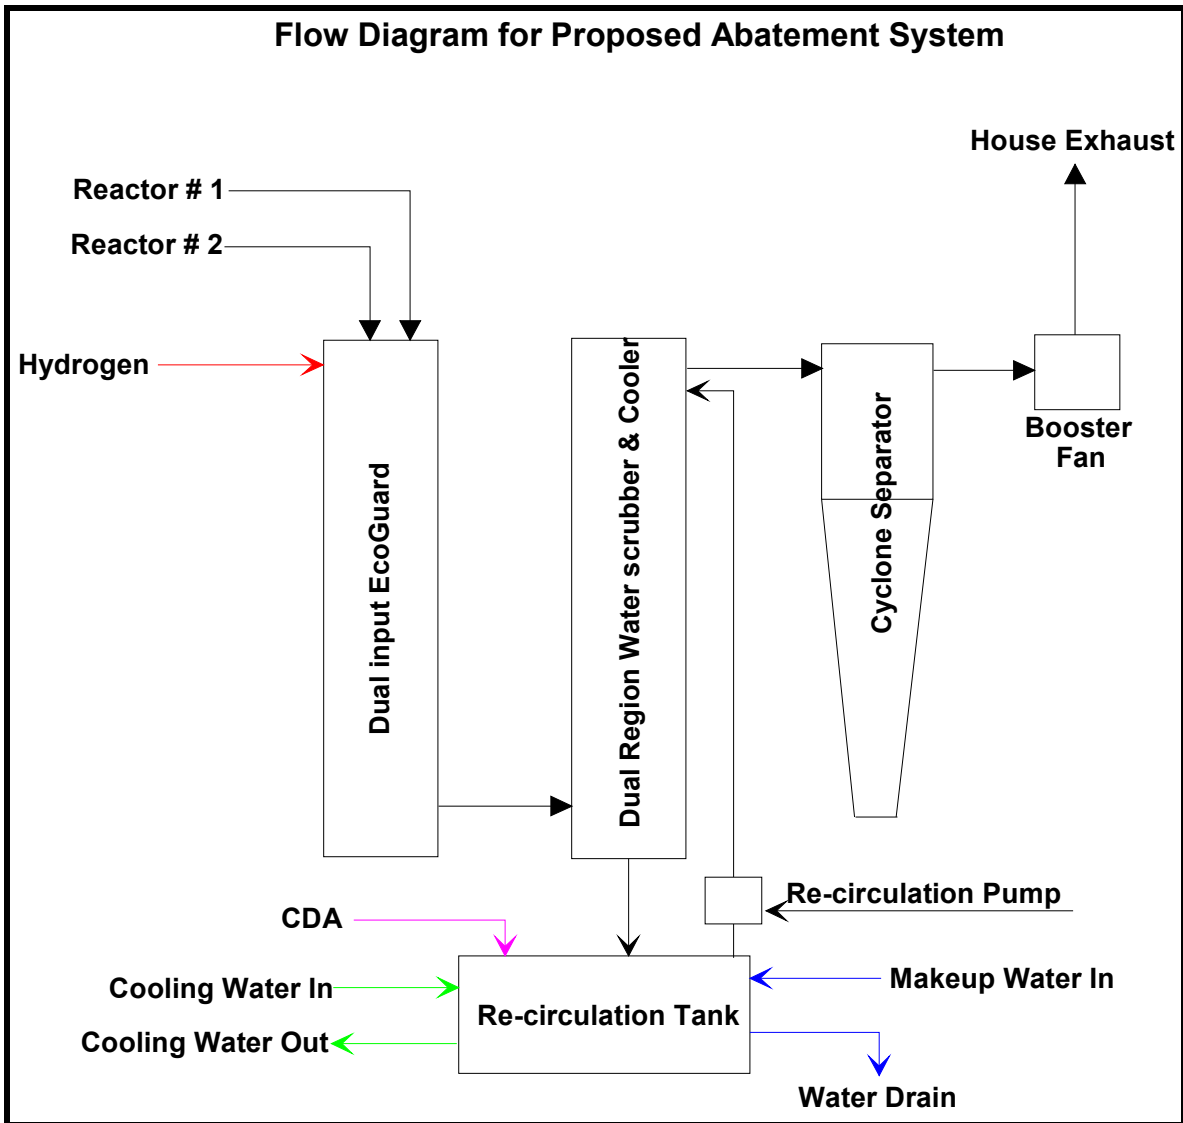 Flow Diagram for Proposed Abatement System
House Exhaust
Reactor # 1
Reactor # 2
Hydrogen
Booster
Fan
Dual input EcoGuard
Dual Region Water scrubber & Cooler
Cyclone Separator
Re-circulation Pump
CDA
Cooling Water In
Makeup Water In
Re-circulation Tank
Cooling Water Out
Water Drain